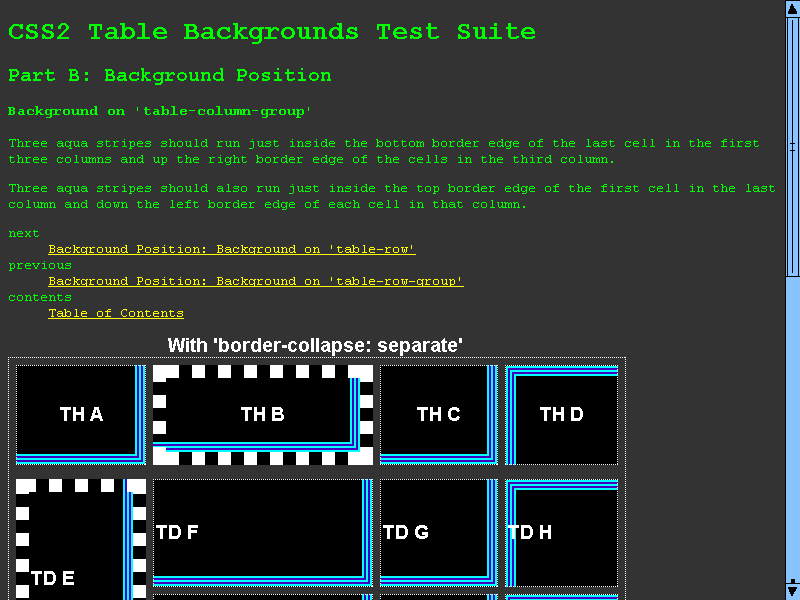 CSS2 Table Backgrounds Test Suite
Part B: Background Position
Background on 'table-column-group'
Three aqua stripes should run just inside the bottom border edge of the last cell in the first
three columns and up the right border edge of the cells in the third column.
Three aqua stripes should also run just inside the top border edge of the first cell in the last
column and down the left border edge of each cell in that column.
next
Background Position: Background on 'table-row'
previous
Background Position: Background on 'table-row-group'
contents
Table of Contents
With 'border-collapse: separate'
TH A TH B TH C TH D
TD F TD G TD H
TD E